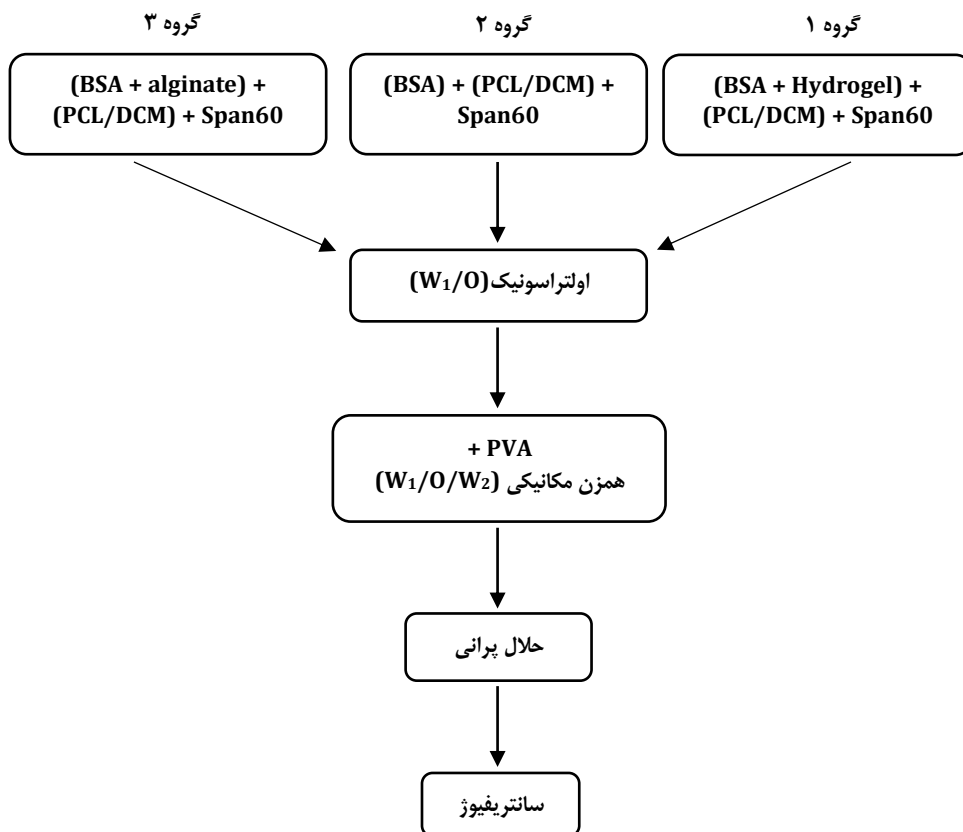 گروه ۱
گروه ۲
گروه ۳
(BSA + Hydrogel) +
(PCL/DCM) + Span60
(BSA) + (PCL/DCM) +
Span60
(BSA + alginate) +
(PCL/DCM) + Span60
اولتراسونیک(W₁/O)
+ PVA
همزن مکانیکی (W₁/O/W₂)
حلال پرانی
سانتریفیوژ